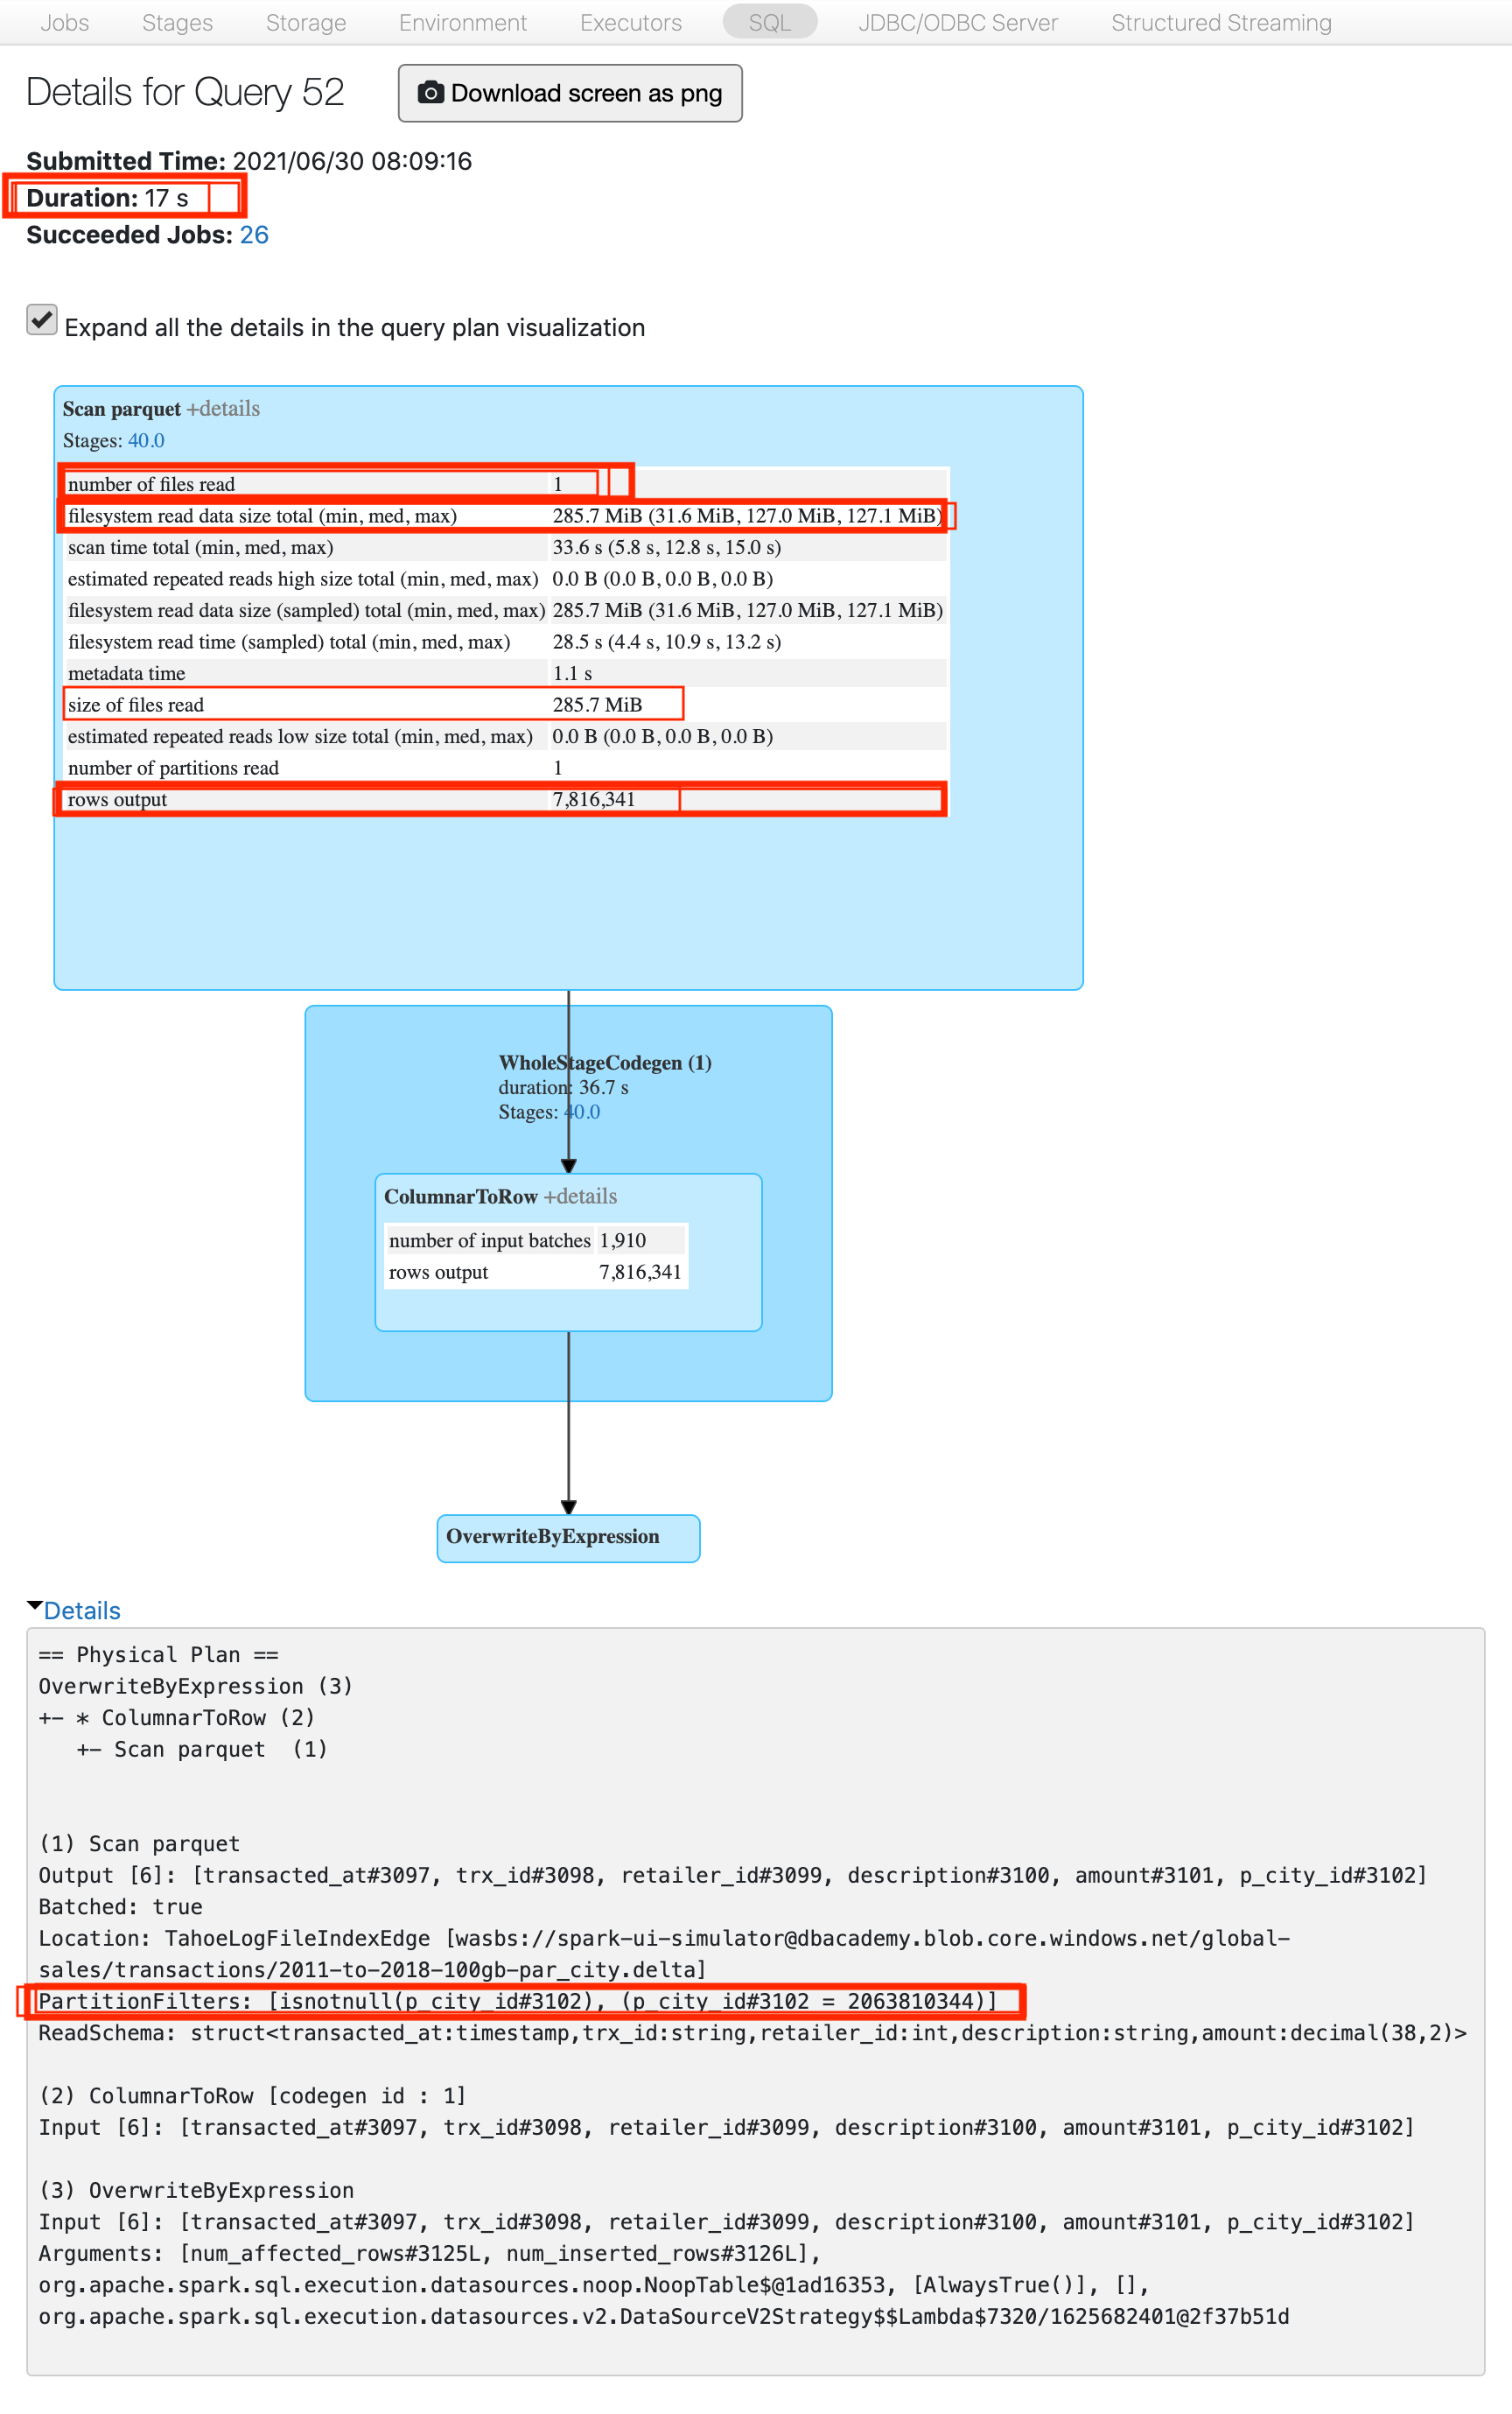 Jobs Stages Storage Environment Executors SQL JDBC/ODBC Server Structured Streaming
Details for Query 52 Download screen as png
Submitted Time: 2021/06/30 08:09:16
Duration: 17 s
Succeeded Jobs: 26
Expand all the details in the query plan visualization
Scan parquet +details
Stages: 40.0
number of files read 1
filesystem read data size total (min, med, max) 285.7 MiB (31.6 MiB, 127.0 MiB, 127.1 MiB)
scan time total (min, med, max) 33.6 s (5.8 s, 12.8 s, 15.0 s)
estimated repeated reads high size total (min, med, max) 0.0 B (0.0 B, 0.0 B, 0.0 B)
filesystem read data size (sampled) total (min, med, max) 285.7 MiB (31.6 MiB, 127.0 MiB, 127.1 MiB)
filesystem read time (sampled) total (min, med, max) 28.5 s (4.4 s, 10.9 s, 13.2 s)
metadata time 1.1 s
size of files read 285.7 MiB
estimated repeated reads low size total (min, med, max) 0.0 B (0.0 B, 0.0 B, 0.0 B)
number of partitions read 1
rows output 7,816,341
WholeStageCodegen (1)
duration: 36.7 s
Stages: 40.0
ColumnarToRow +details
number of input batches 1,910
rows output 7,816,341
OverwriteByExpression
Details
== Physical Plan ==
OverwriteByExpression (3)
+- * ColumnarToRow (2)
   +- Scan parquet  (1)
(1) Scan parquet
Output [6]: [transacted_at#3097, trx_id#3098, retailer_id#3099, description#3100, amount#3101, p_city_id#3102]
Batched: true
Location: TahoeLogFileIndexEdge [wasbs://spark-ui-simulator@dbacademy.blob.core.windows.net/global-
sales/transactions/2011-to-2018-100gb-par_city.delta]
PartitionFilters: [isnotnull(p_city_id#3102), (p_city_id#3102 = 2063810344)]
ReadSchema: struct<transacted_at:timestamp,trx_id:string,retailer_id:int,description:string,amount:decimal(38,2)>
(2) ColumnarToRow [codegen id : 1]
Input [6]: [transacted_at#3097, trx_id#3098, retailer_id#3099, description#3100, amount#3101, p_city_id#3102]
(3) OverwriteByExpression
Input [6]: [transacted_at#3097, trx_id#3098, retailer_id#3099, description#3100, amount#3101, p_city_id#3102]
Arguments: [num_affected_rows#3125L, num_inserted_rows#3126L],
org.apache.spark.sql.execution.datasources.noop.NoopTable$@1ad16353, [AlwaysTrue()], [],
org.apache.spark.sql.execution.datasources.v2.DataSourceV2Strategy$$Lambda$7320/1625682401@2f37b51d